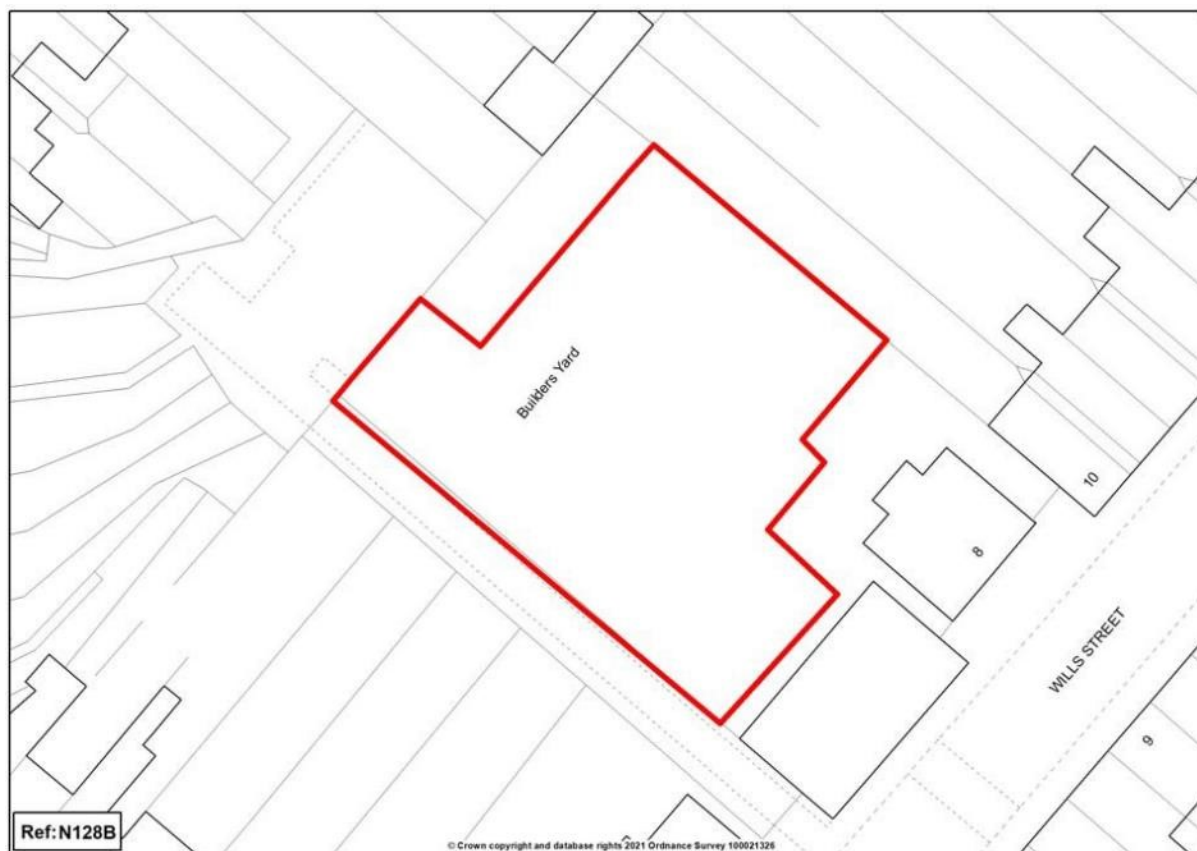 Builders Yard
10
8
WILLS STREET
9
Ref:N128B
© Crown copyright and database rights 2021 Ordnance Survey 100021326